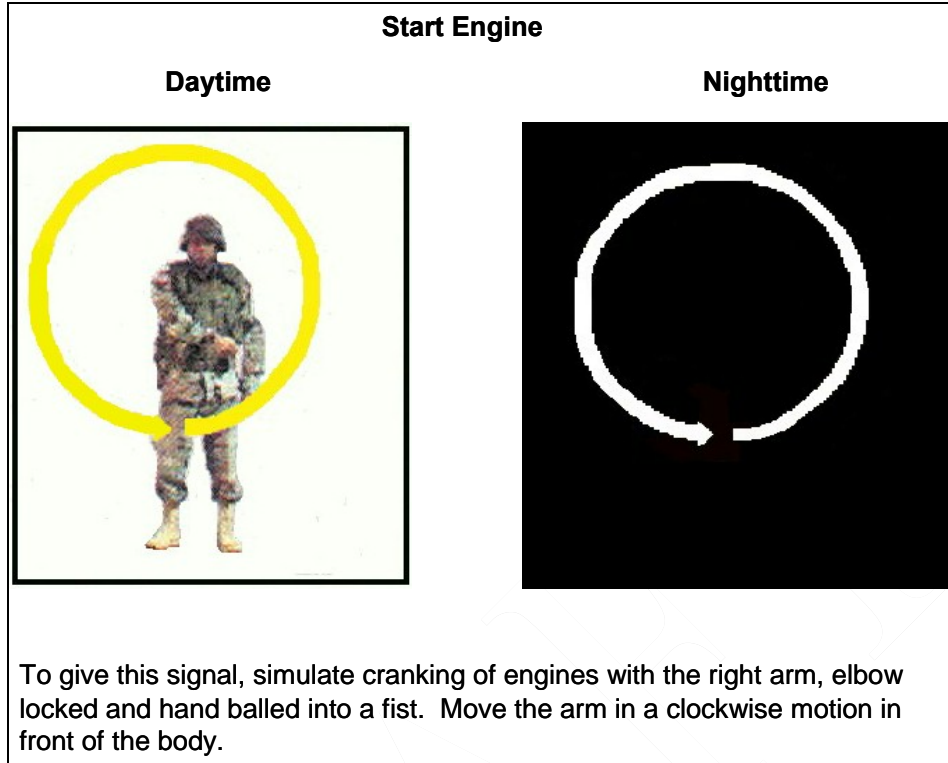 Start Engine
Daytime
Nighttime
To give this signal, simulate cranking of engines with the right arm, elbow
locked and hand balled into a fist.  Move the arm in a clockwise motion in
front of the body.